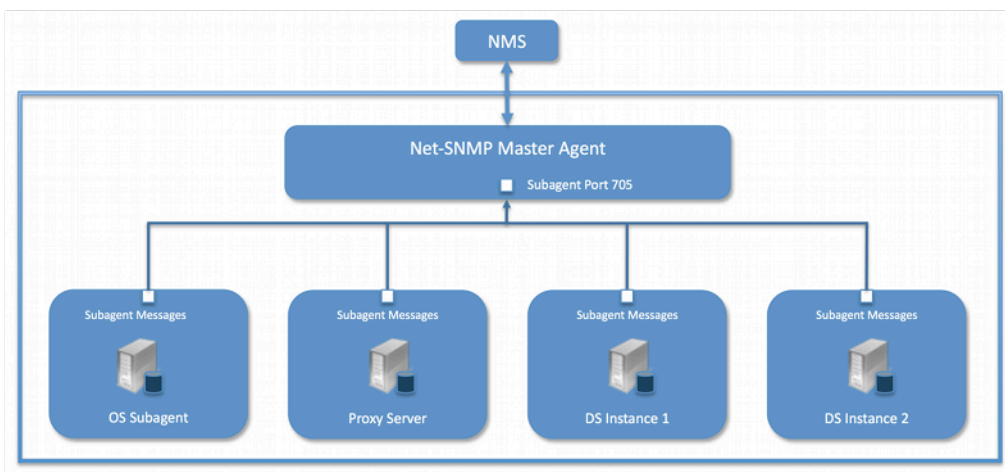 NMS
Net-SNMP Master Agent
Subagent Port 705
Subagent Messages
Subagent Messages
Subagent Messages
Subagent Messages
OS Subagent
Proxy Server
DS Instance 1
DS Instance 2